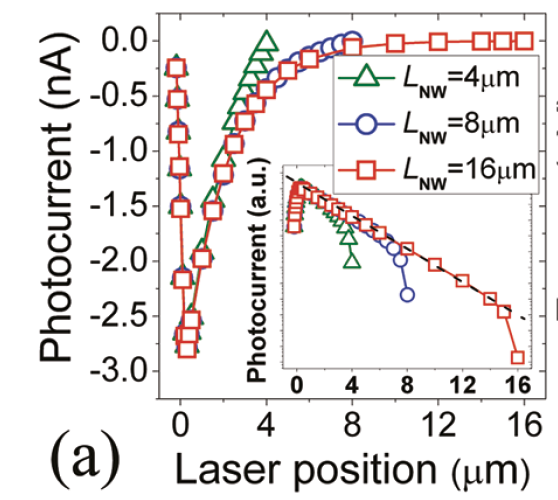 0.0
-0.5
-1.0
-1.5
-2.0
-2.5
-3.0
Photocurrent (nA)
L_NW=4μm
L_NW=8μm
L_NW=16μm
Photocurrent (a.u.)
0 4 8 12 16
0 4 8 12 16
(a) Laser position (μm)